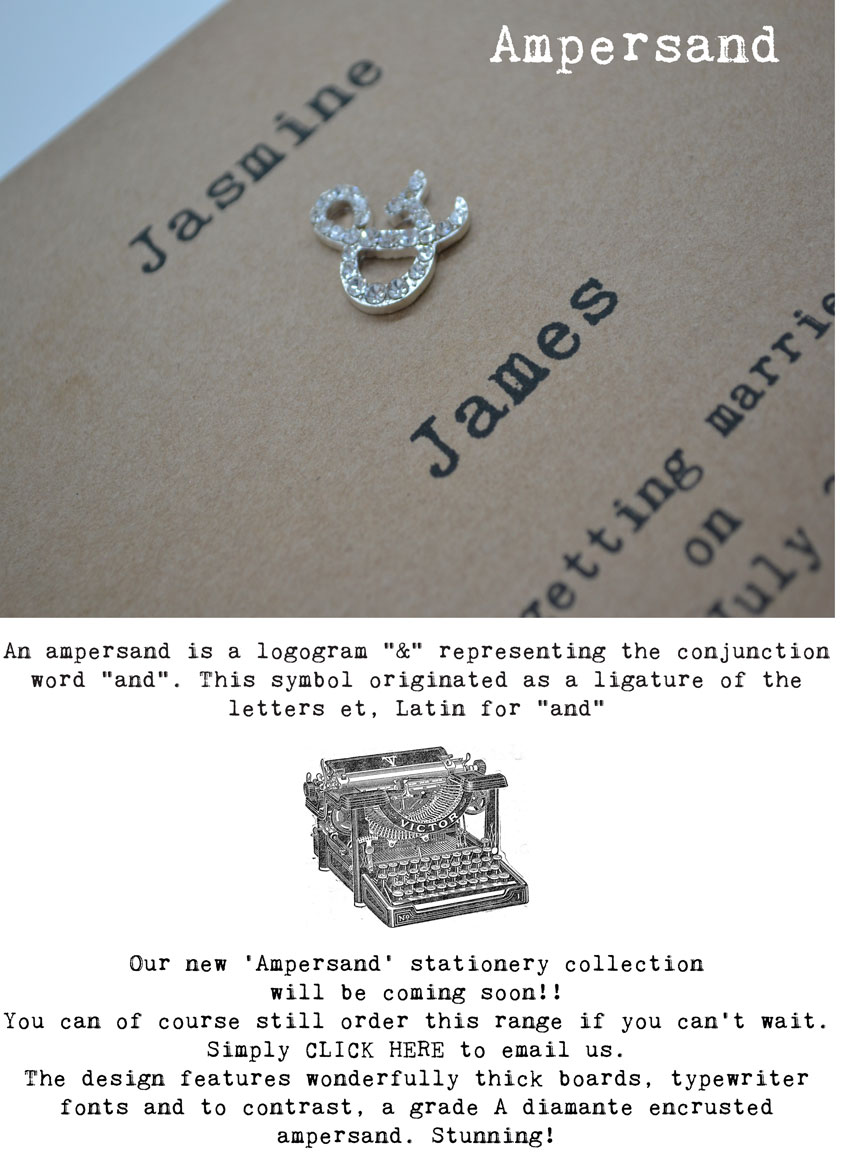 Ampersand
Jasmine
&
James
getting marrie
on
July
An ampersand is a logogram "&" representing the conjunction
word "and". This symbol originated as a ligature of the
letters et, Latin for "and"
VICTOR
No 1
Our new 'Ampersand' stationery collection
will be coming soon!!
You can of course still order this range if you can't wait.
Simply CLICK HERE to email us.
The design features wonderfully thick boards, typewriter
fonts and to contrast, a grade A diamante encrusted
ampersand. Stunning!